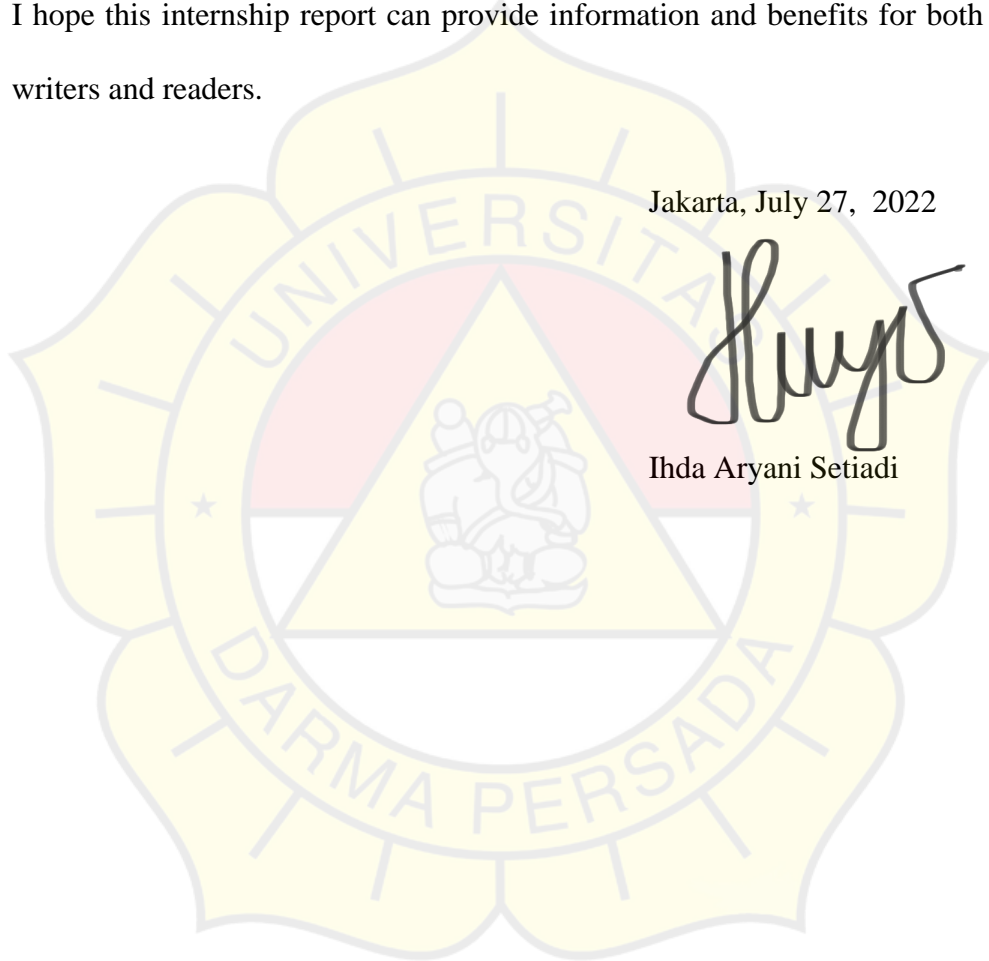 I hope this internship report can provide information and benefits for both
writers and readers.
Jakarta, July 27, 2022
Ihda Aryani Setiadi
UNIVERSITAS
DARMA PERSADA